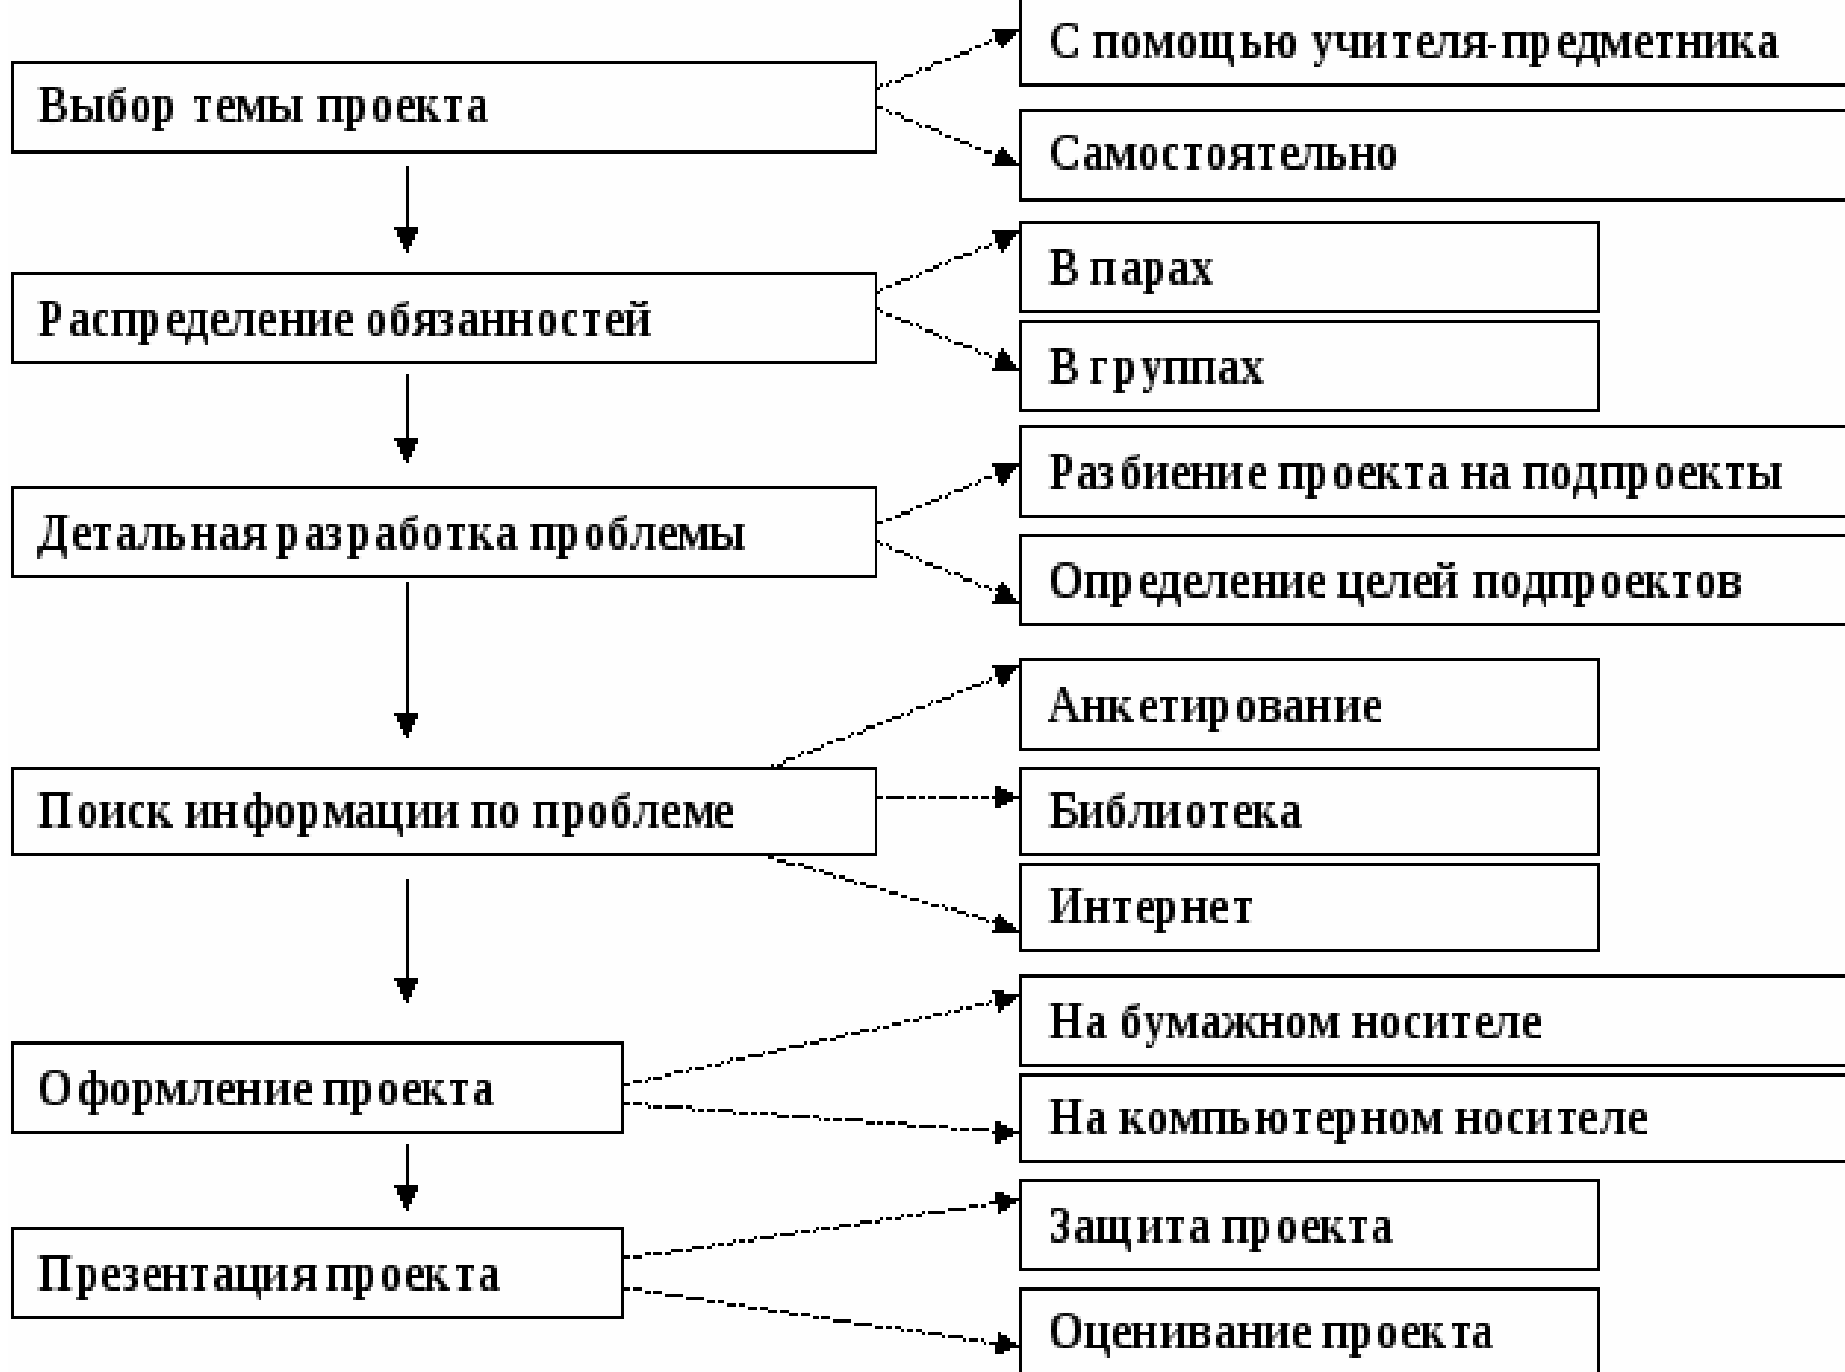 Выбор темы проекта
С помощью учителя-предметника
Самостоятельно
Распределение обязанностей
В парах
В группах
Детальная разработка проблемы
Разбиение проекта на подпроекты
Определение целей подпроектов
Поиск информации по проблеме
Анкетирование
Библиотека
Интернет
Оформление проекта
На бумажном носителе
На компьютерном носителе
Презентация проекта
Защита проекта
Оценивание проекта